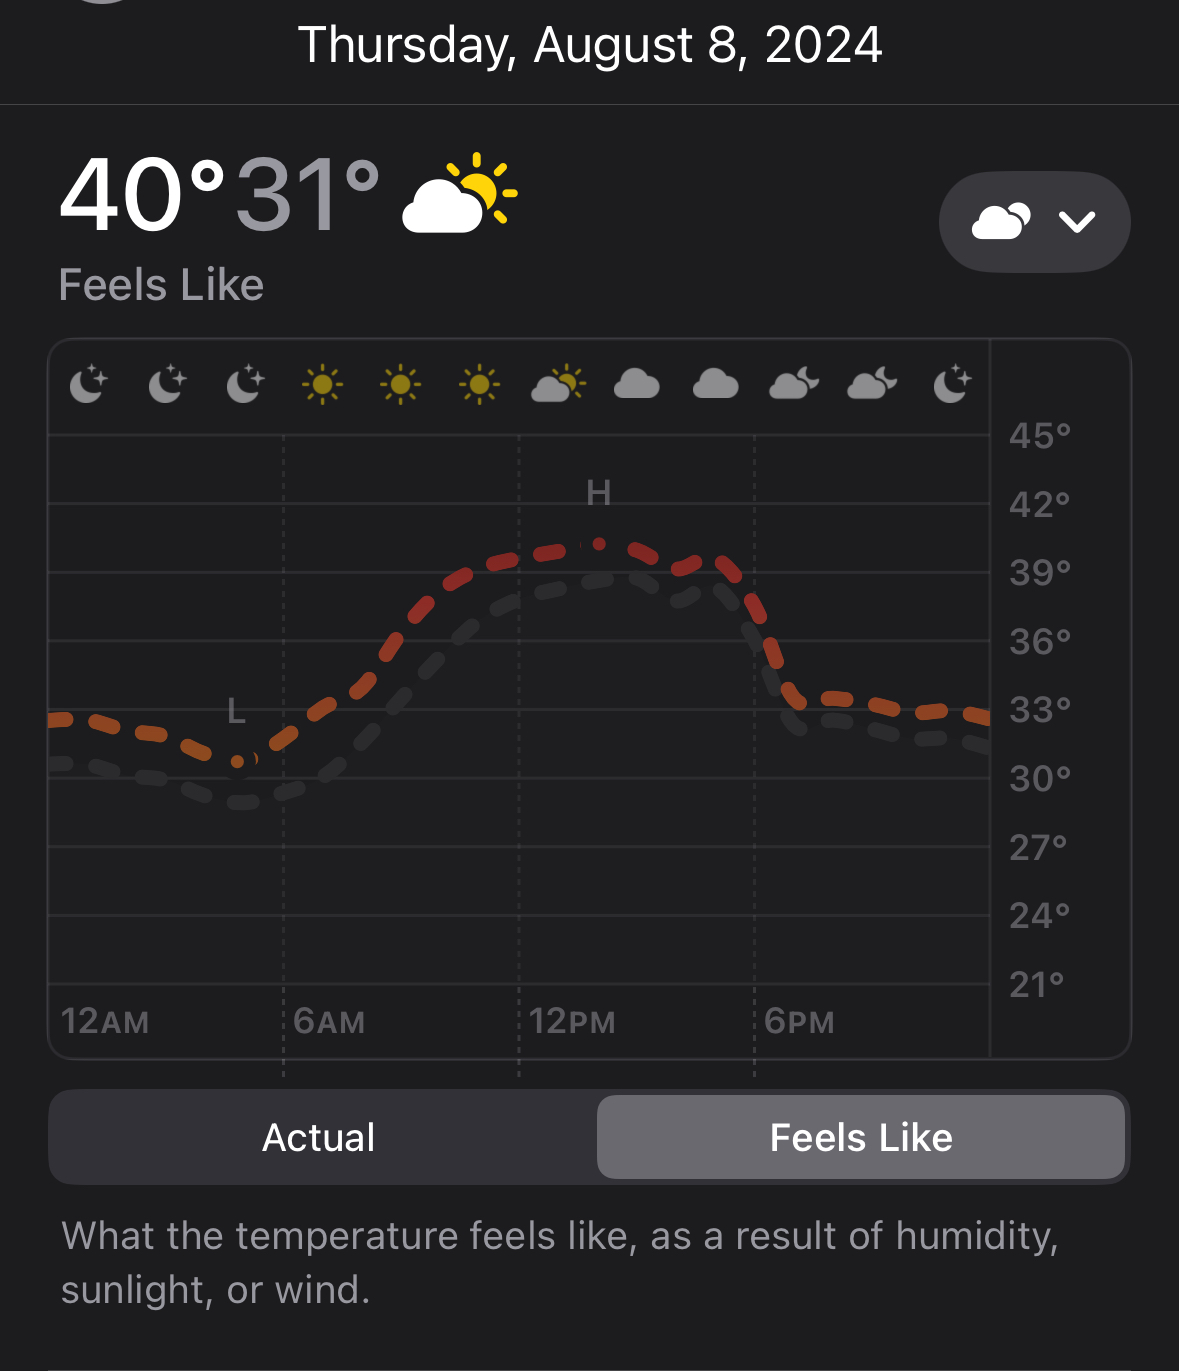 Thursday, August 8, 2024
40° 31°
Feels Like
H
L
45°
42°
39°
36°
33°
30°
27°
24°
21°
12AM 6AM 12PM 6PM
Actual Feels Like
What the temperature feels like, as a result of humidity,
sunlight, or wind.